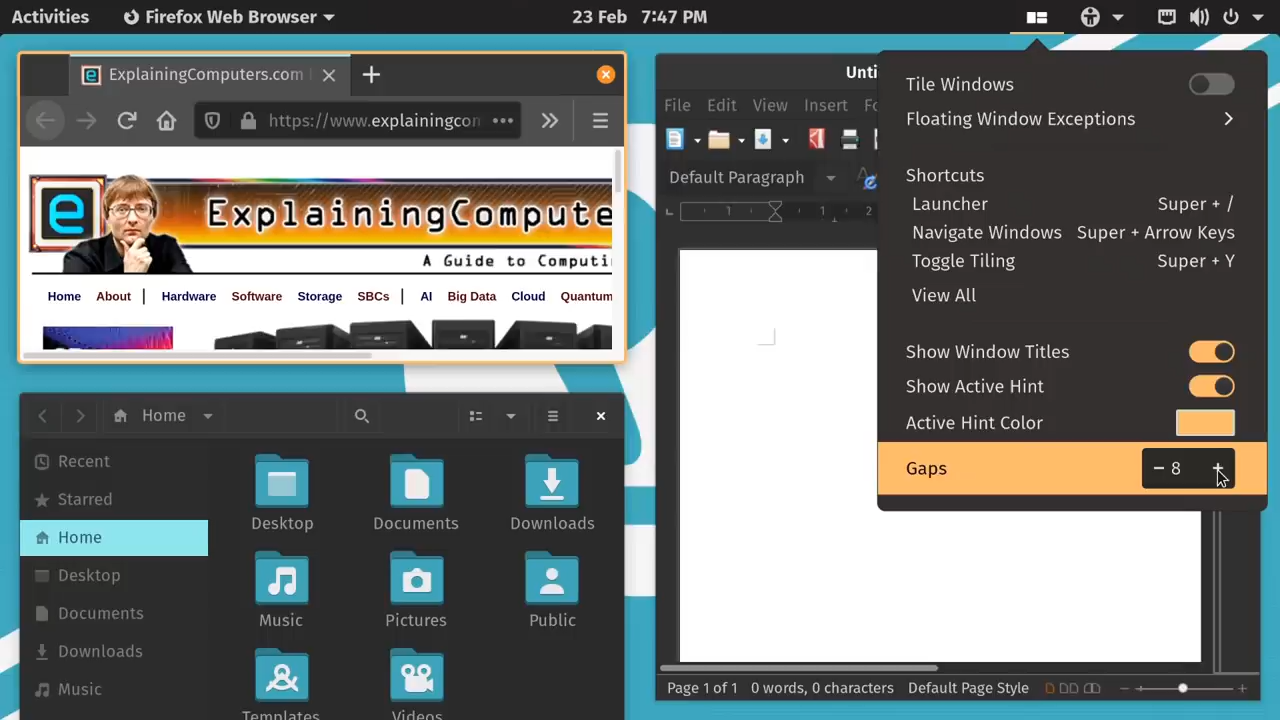 Activities
Firefox Web Browser
23 Feb 7:47 PM
ExplainingComputers.com
https://www.explainingcon
ExplainingCompute
A Guide to Computi
Home About | Hardware Software Storage SBCs | AI Big Data Cloud Quantum
Home
Recent
Starred
Home
Desktop
Documents
Downloads
Music
Desktop Documents Downloads
Music Pictures Public
Templates Videos
Unti
File Edit View Insert Fo
Default Paragraph
1 1 2
Page 1 of 1 0 words, 0 characters Default Page Style
Tile Windows
Floating Window Exceptions
Shortcuts
Launcher Super + /
Navigate Windows Super + Arrow Keys
Toggle Tiling Super + Y
View All
Show Window Titles
Show Active Hint
Active Hint Color
Gaps − 8 +